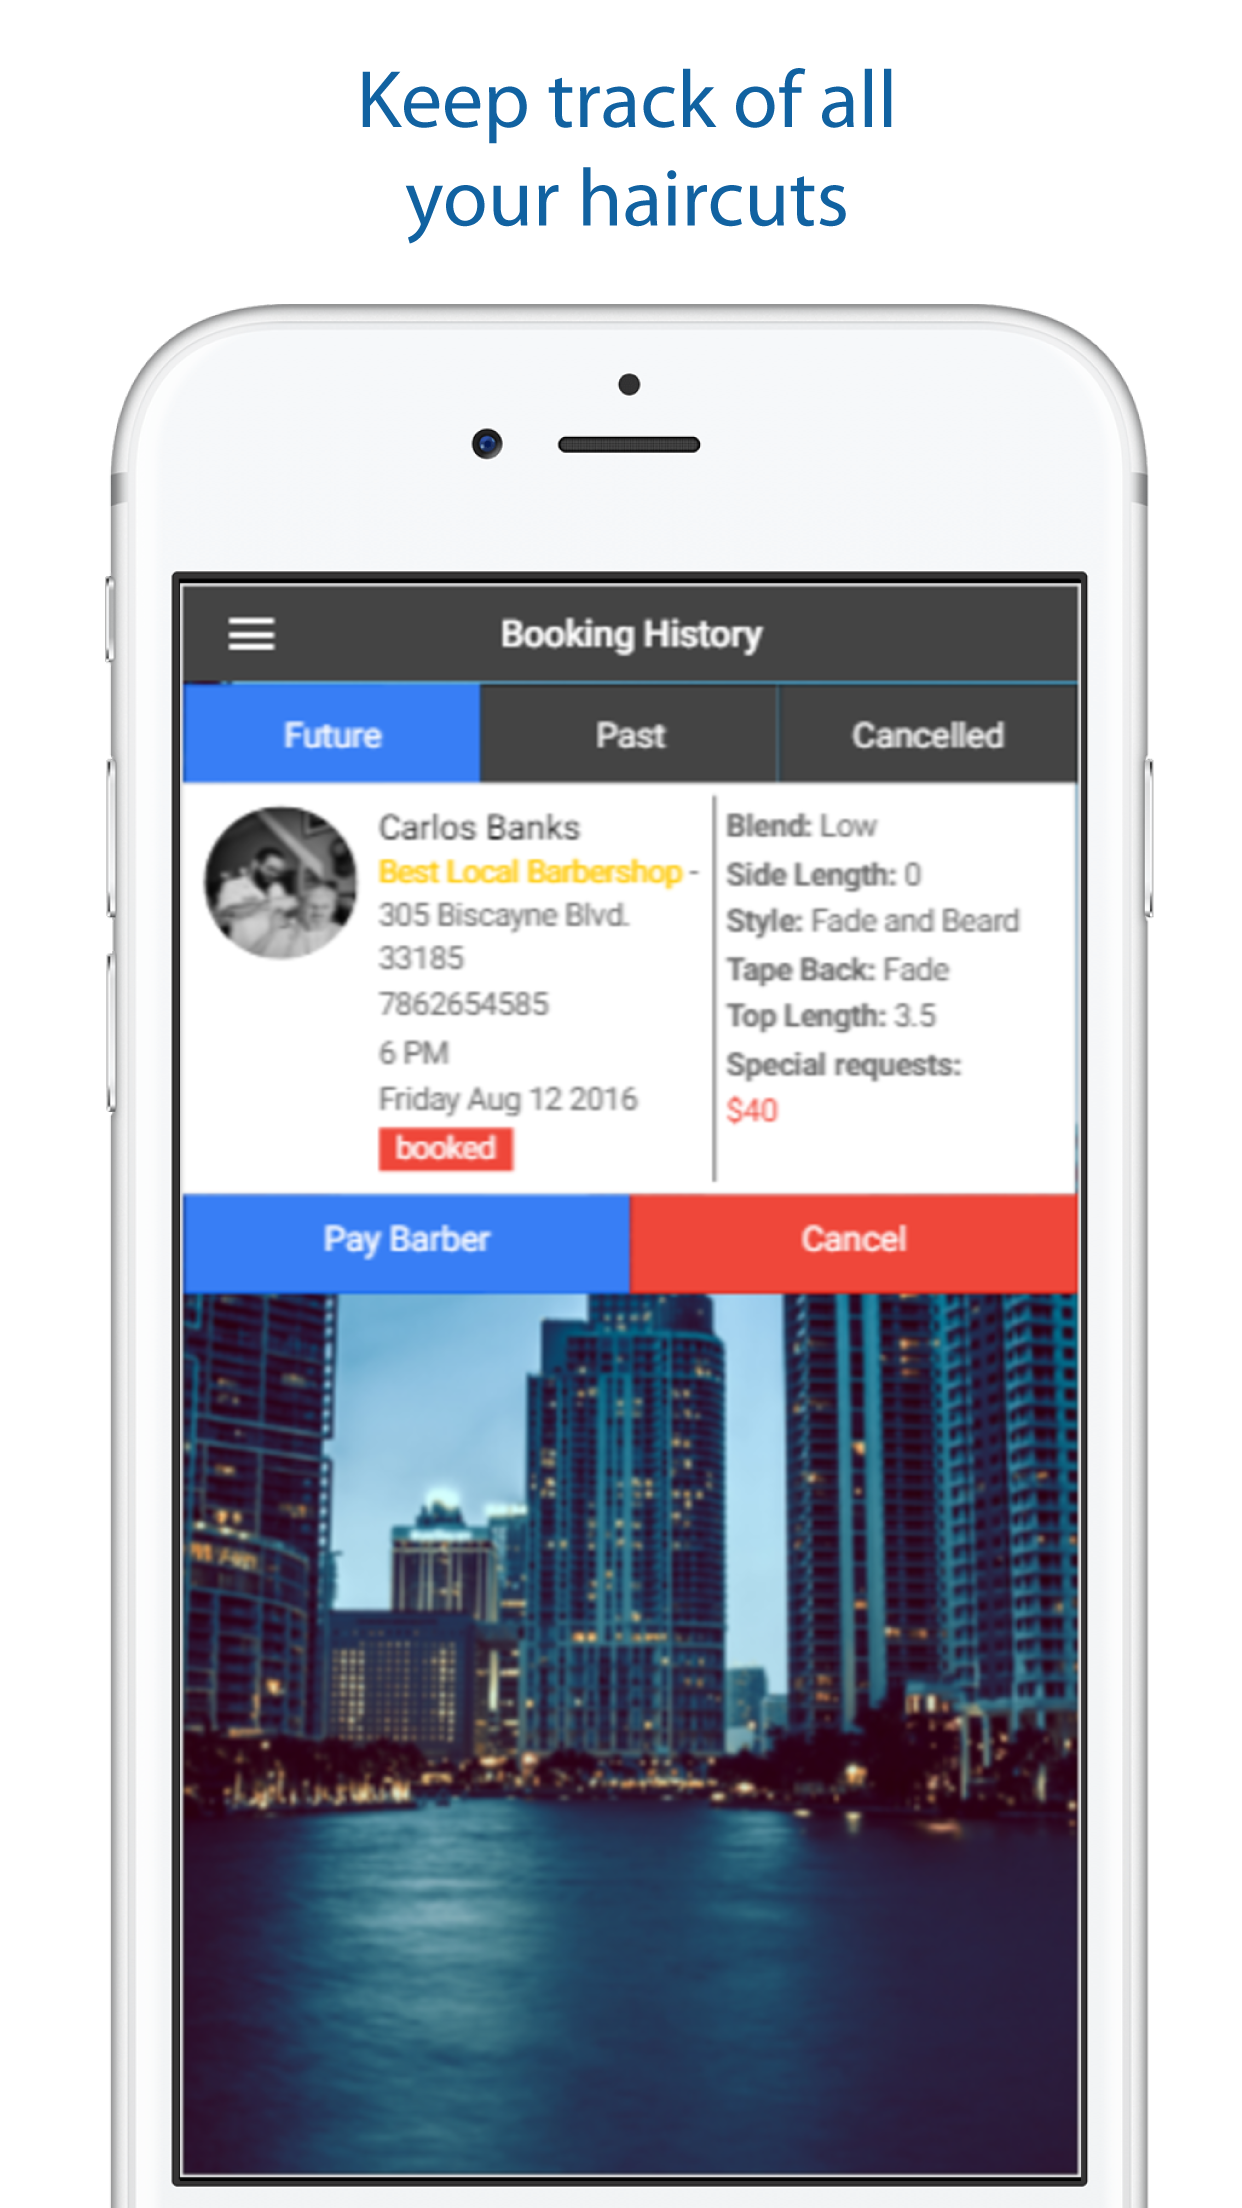 Keep track of all
your haircuts
Booking History
Future
Past
Cancelled
Carlos Banks
Best Local Barbershop -
305 Biscayne Blvd.
33185
7862654585
6 PM
Friday Aug 12 2016
booked
Blend: Low
Side Length: 0
Style: Fade and Beard
Tape Back: Fade
Top Length: 3.5
Special requests:
$40
Pay Barber
Cancel